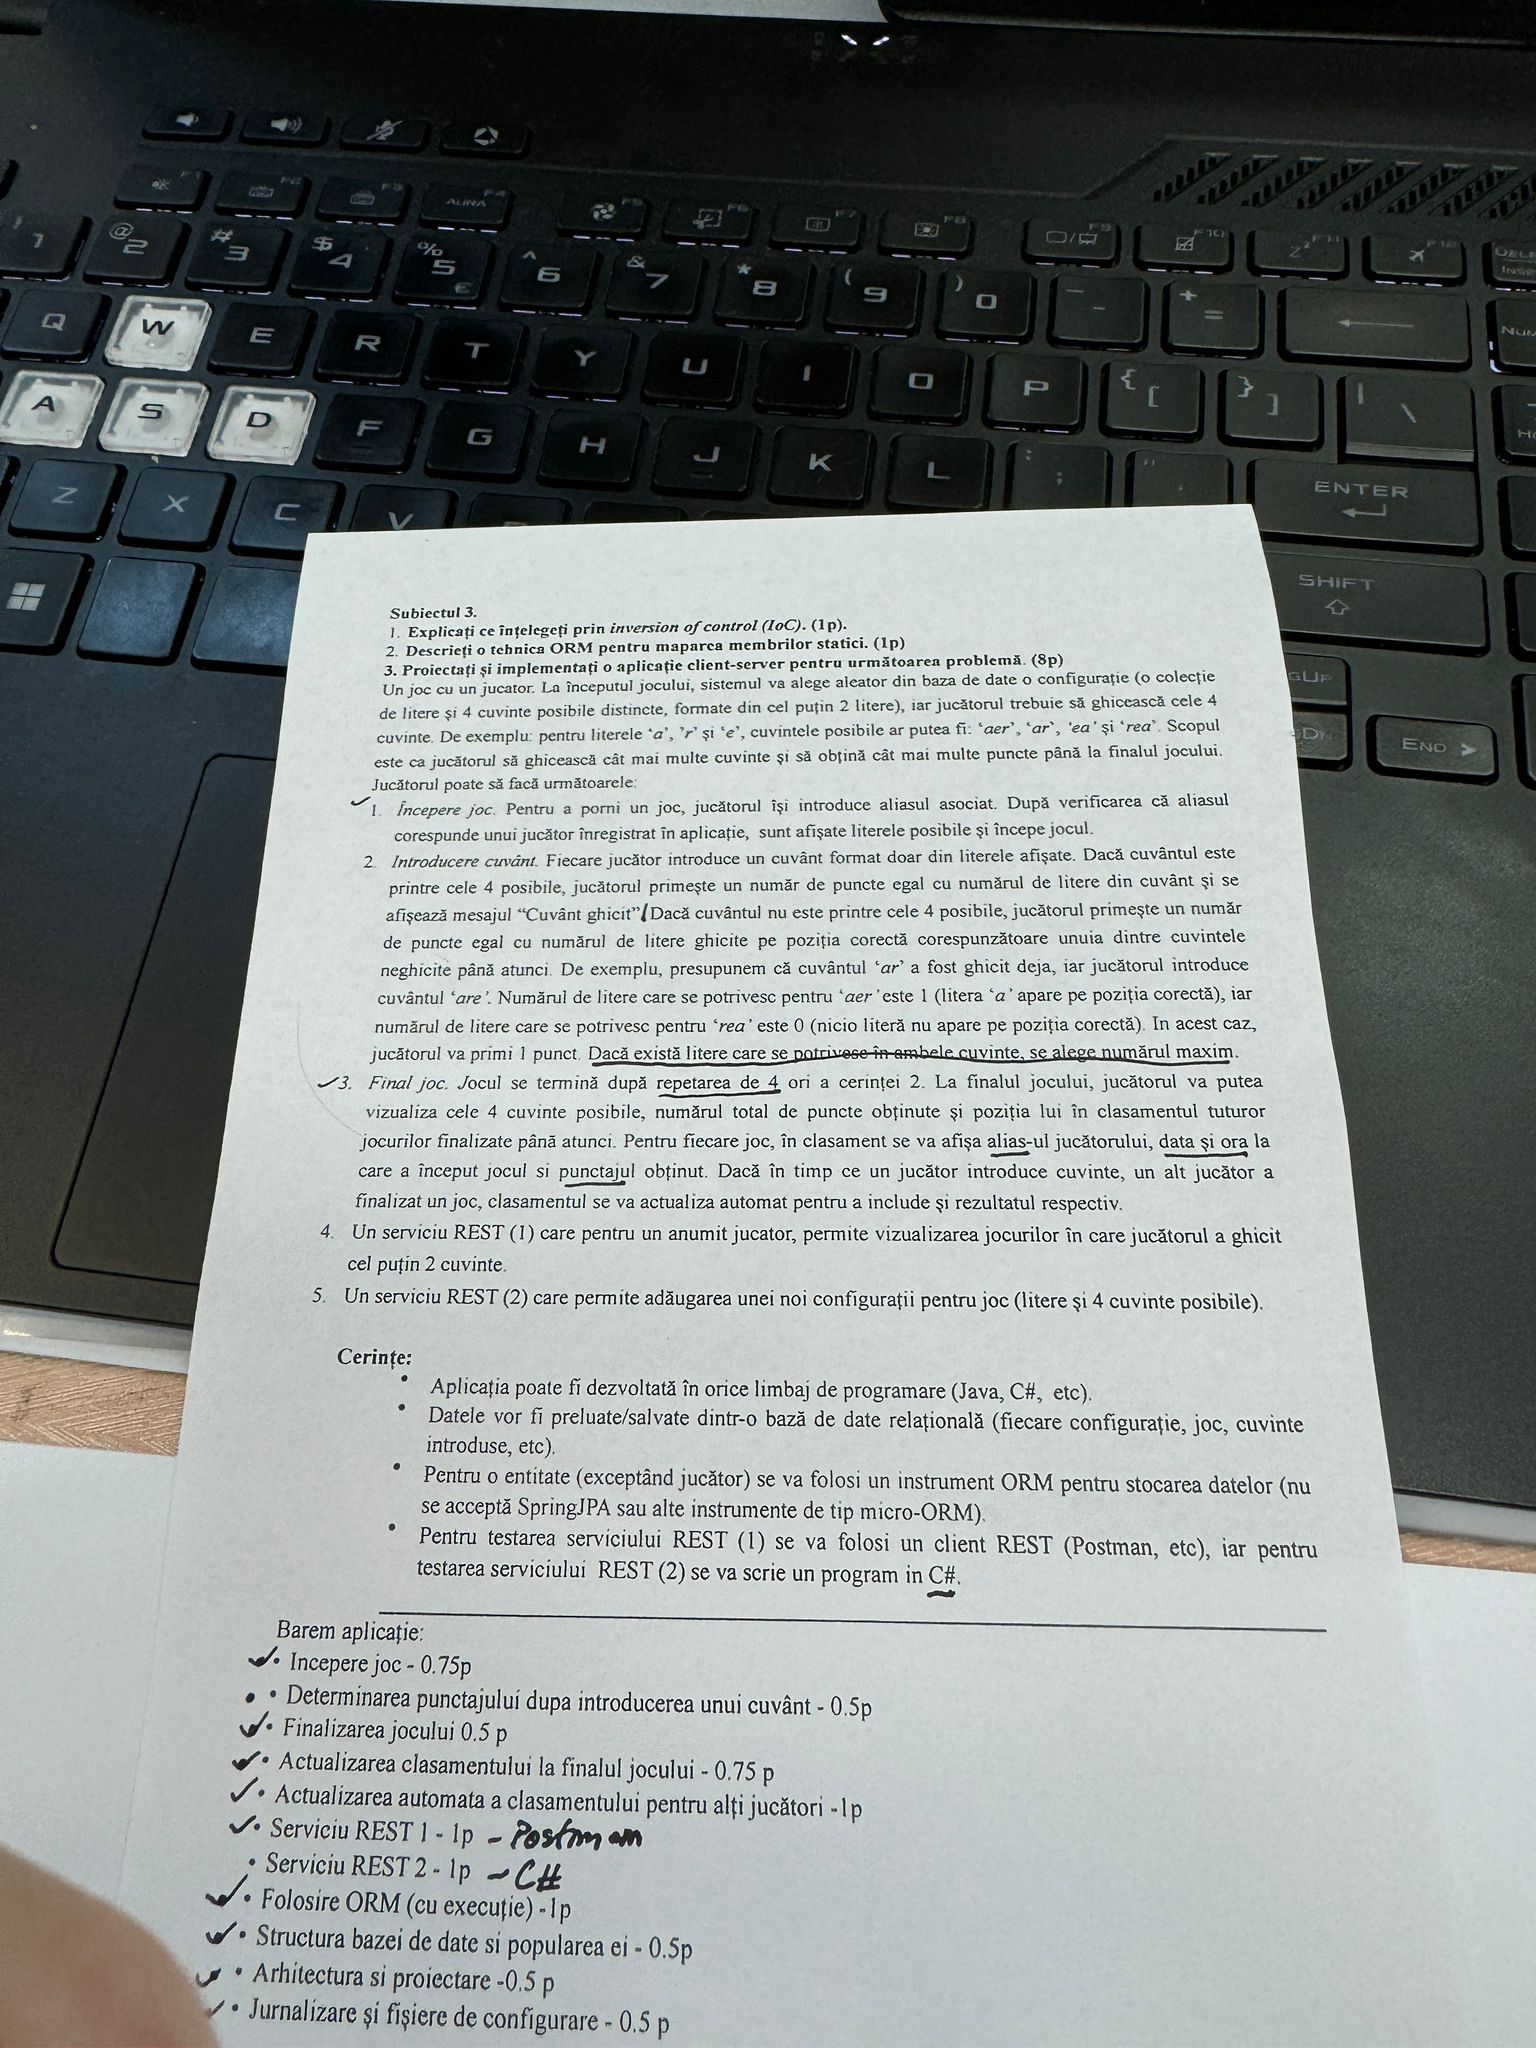 F1 F2 F3 F4 F5 F6 F7 F8 F9 F10 F11 F12
AURA
1 @ 2 # 3 $ 4 % 5 € ^ 6 & 7 * 8 ( 9 ) 0 _ - + =
Q W E R T Y U I O P { [ } ] | \
A S D F G H J K L : ; " ' ENTER
Z X C V SHIFT
END
Subiectul 3.
1. Explicați ce înțelegeți prin inversion of control (IoC). (1p).
2. Descrieți o tehnica ORM pentru maparea membrilor statici. (1p)
3. Proiectați și implementați o aplicație client-server pentru următoarea problemă. (8p)
Un joc cu un jucator. La începutul jocului, sistemul va alege aleator din baza de date o configurație (o colecție
de litere și 4 cuvinte posibile distincte, formate din cel puțin 2 litere), iar jucătorul trebuie să ghicească cele 4
cuvinte. De exemplu: pentru literele ‘a’, ’r’ și ‘e’, cuvintele posibile ar putea fi: ‘aer’, ‘ar’, ‘ea’ și ‘rea’. Scopul
este ca jucătorul să ghicească cât mai multe cuvinte și să obțină cât mai multe puncte până la finalul jocului.
Jucătorul poate să facă următoarele:
1. Începere joc. Pentru a porni un joc, jucătorul își introduce aliasul asociat. După verificarea că aliasul
corespunde unui jucător înregistrat în aplicație, sunt afișate literele posibile și începe jocul.
2. Introducere cuvânt. Fiecare jucător introduce un cuvânt format doar din literele afișate. Dacă cuvântul este
printre cele 4 posibile, jucătorul primește un număr de puncte egal cu numărul de litere din cuvânt și se
afișează mesajul “Cuvânt ghicit”/Dacă cuvântul nu este printre cele 4 posibile, jucătorul primește un număr
de puncte egal cu numărul de litere ghicite pe poziția corectă corespunzătoare unuia dintre cuvintele
neghicite până atunci. De exemplu, presupunem că cuvântul ‘ar’ a fost ghicit deja, iar jucătorul introduce
cuvântul ‘are’. Numărul de litere care se potrivesc pentru ‘aer’ este 1 (litera ‘a’ apare pe poziția corectă), iar
numărul de litere care se potrivesc pentru ‘rea’ este 0 (nicio literă nu apare pe poziția corectă). In acest caz,
jucătorul va primi 1 punct. Dacă există litere care se potrivesc în ambele cuvinte, se alege numărul maxim.
3. Final joc. Jocul se termină după repetarea de 4 ori a cerinței 2. La finalul jocului, jucătorul va putea
vizualiza cele 4 cuvinte posibile, numărul total de puncte obținute și poziția lui în clasamentul tuturor
jocurilor finalizate până atunci. Pentru fiecare joc, în clasament se va afișa alias-ul jucătorului, data și ora la
care a început jocul si punctajul obținut. Dacă în timp ce un jucător introduce cuvinte, un alt jucător a
finalizat un joc, clasamentul se va actualiza automat pentru a include și rezultatul respectiv.
4. Un serviciu REST (1) care pentru un anumit jucator, permite vizualizarea jocurilor în care jucătorul a ghicit
cel puțin 2 cuvinte.
5. Un serviciu REST (2) care permite adăugarea unei noi configurații pentru joc (litere și 4 cuvinte posibile).
Cerințe:
• Aplicația poate fi dezvoltată în orice limbaj de programare (Java, C#, etc).
• Datele vor fi preluate/salvate dintr-o bază de date relațională (fiecare configurație, joc, cuvinte
introduse, etc).
• Pentru o entitate (exceptând jucător) se va folosi un instrument ORM pentru stocarea datelor (nu
se acceptă SpringJPA sau alte instrumente de tip micro-ORM).
• Pentru testarea serviciului REST (1) se va folosi un client REST (Postman, etc), iar pentru
testarea serviciului REST (2) se va scrie un program in C#.
Barem aplicație:
• Incepere joc - 0.75p
• Determinarea punctajului dupa introducerea unui cuvânt - 0.5p
• Finalizarea jocului 0.5 p
• Actualizarea clasamentului la finalul jocului - 0.75 p
• Actualizarea automata a clasamentului pentru alți jucători -1p
• Serviciu REST 1 - 1p - Postman
• Serviciu REST 2 - 1p - C#
• Folosire ORM (cu execuție) -1p
• Structura bazei de date si popularea ei - 0.5p
• Arhitectura si proiectare -0.5 p
• Jurnalizare și fișiere de configurare - 0.5 p